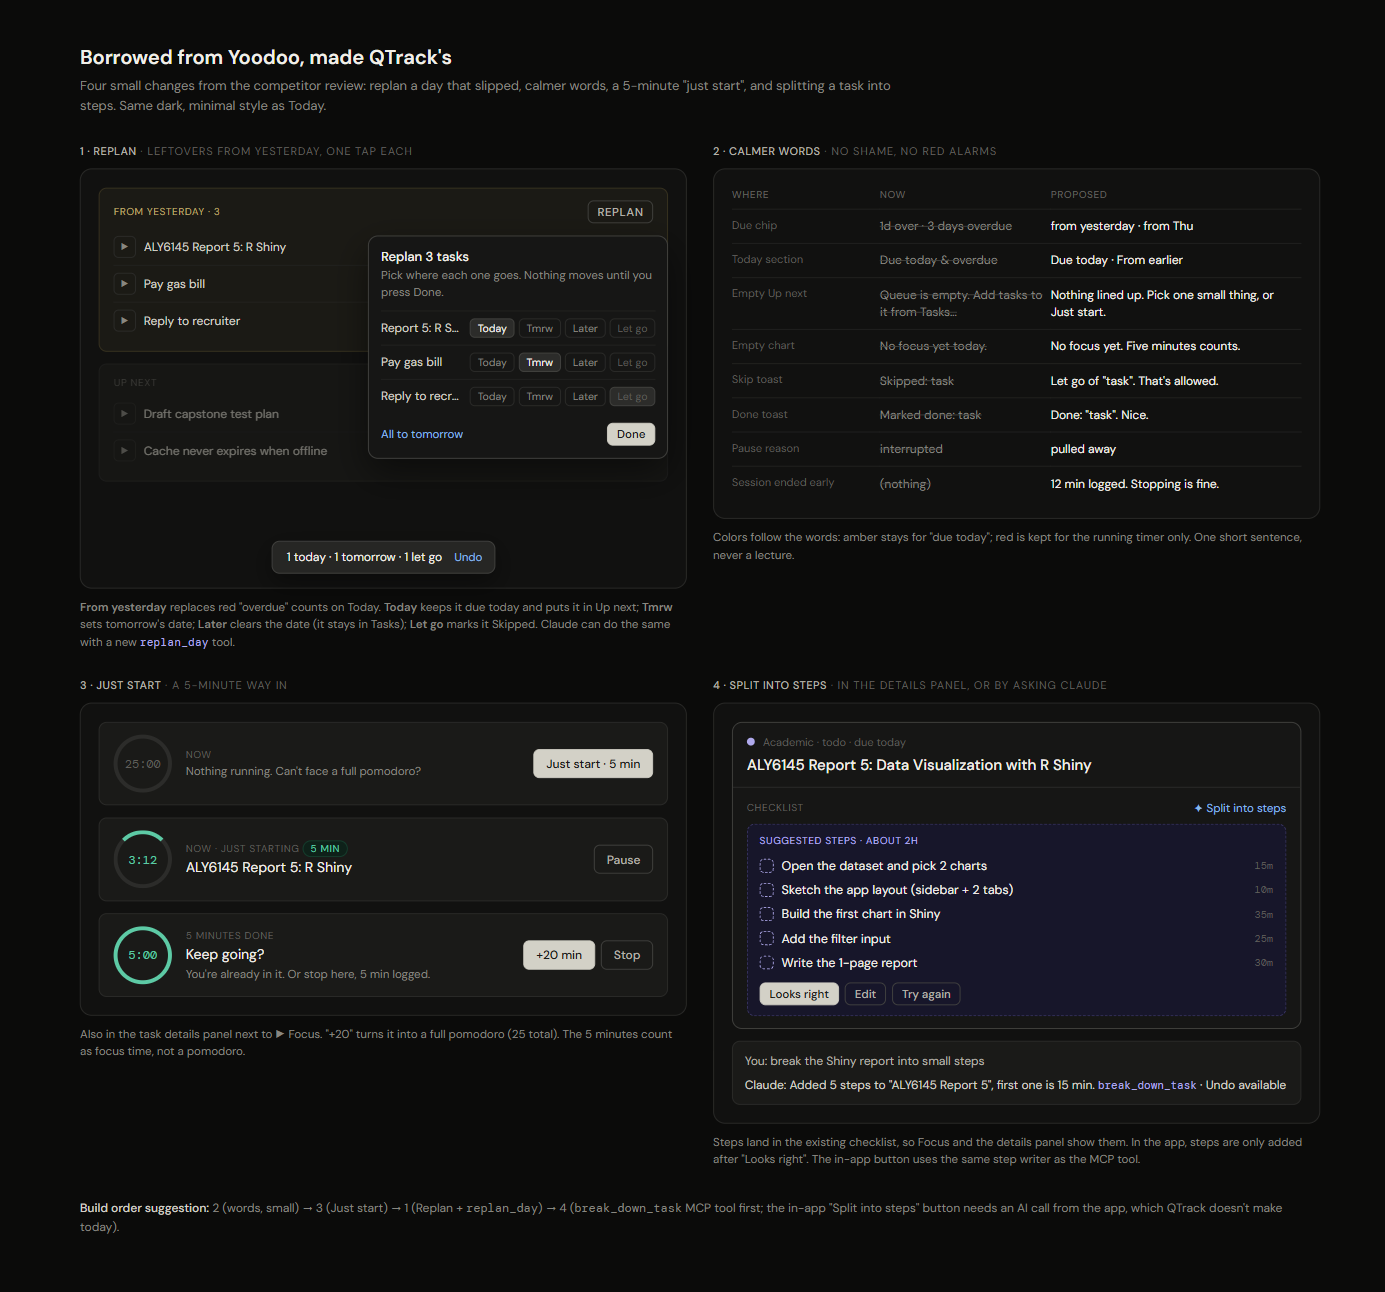 Borrowed from Yoodoo, made QTrack's
Four small changes from the competitor review: replan a day that slipped, calmer words, a 5-minute "just start", and splitting a task into
steps. Same dark, minimal style as Today.
1 · REPLAN · LEFTOVERS FROM YESTERDAY, ONE TAP EACH
FROM YESTERDAY · 3
REPLAN
ALY6145 Report 5: R Shiny
Pay gas bill
Reply to recruiter
UP NEXT
Draft capstone test plan
Cache never expires when offline
Replan 3 tasks
Pick where each one goes. Nothing moves until you
press Done.
Report 5: R S... Today Tmrw Later Let go
Pay gas bill Today Tmrw Later Let go
Reply to recr... Today Tmrw Later Let go
All to tomorrow Done
1 today · 1 tomorrow · 1 let go Undo
From yesterday replaces red "overdue" counts on Today. Today keeps it due today and puts it in Up next; Tmrw
sets tomorrow's date; Later clears the date (it stays in Tasks); Let go marks it Skipped. Claude can do the same
with a new replan_day tool.
2 · CALMER WORDS · NO SHAME, NO RED ALARMS
WHERE NOW PROPOSED
Due chip 1d over · 3 days overdue from yesterday · from Thu
Today section Due today & overdue Due today · From earlier
Empty Up next Queue is empty. Add tasks to Nothing lined up. Pick one small thing, or
it from Tasks... Just start.
Empty chart No focus yet today. No focus yet. Five minutes counts.
Skip toast Skipped: task Let go of "task". That's allowed.
Done toast Marked done: task Done: "task". Nice.
Pause reason interrupted pulled away
Session ended early (nothing) 12 min logged. Stopping is fine.
Colors follow the words: amber stays for "due today"; red is kept for the running timer only. One short sentence,
never a lecture.
3 · JUST START · A 5-MINUTE WAY IN
25:00
NOW
Nothing running. Can't face a full pomodoro?
Just start · 5 min
3:12
NOW · JUST STARTING 5 MIN
ALY6145 Report 5: R Shiny
Pause
5:00
5 MINUTES DONE
Keep going?
You're already in it. Or stop here, 5 min logged.
+20 min Stop
Also in the task details panel next to ▶ Focus. "+20" turns it into a full pomodoro (25 total). The 5 minutes count
as focus time, not a pomodoro.
4 · SPLIT INTO STEPS · IN THE DETAILS PANEL, OR BY ASKING CLAUDE
Academic · todo · due today
ALY6145 Report 5: Data Visualization with R Shiny
CHECKLIST ✦ Split into steps
SUGGESTED STEPS · ABOUT 2H
Open the dataset and pick 2 charts 15m
Sketch the app layout (sidebar + 2 tabs) 10m
Build the first chart in Shiny 35m
Add the filter input 25m
Write the 1-page report 30m
Looks right Edit Try again
You: break the Shiny report into small steps
Claude: Added 5 steps to "ALY6145 Report 5", first one is 15 min. break_down_task · Undo available
Steps land in the existing checklist, so Focus and the details panel show them. In the app, steps are only added
after "Looks right". The in-app button uses the same step writer as the MCP tool.
Build order suggestion: 2 (words, small) → 3 (Just start) → 1 (Replan + replan_day) → 4 (break_down_task MCP tool first; the in-app "Split into steps" button needs an AI call from the app, which QTrack doesn't make
today).